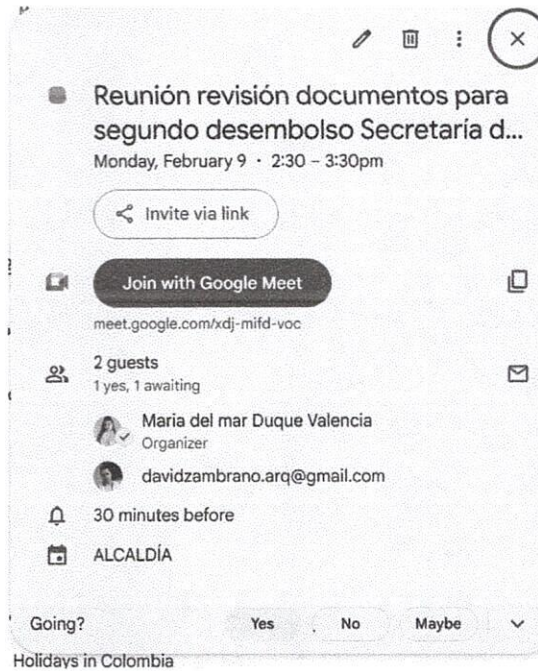 Reunión revisión documentos para
segundo desembolso Secretaría d...
Monday, February 9 · 2:30 – 3:30pm
Invite via link
Join with Google Meet
meet.google.com/xdj-mifd-voc
2 guests
1 yes, 1 awaiting
Maria del mar Duque Valencia
Organizer
davidzambrano.arq@gmail.com
30 minutes before
ALCALDÍA
Going? Yes No Maybe
Holidays in Colombia